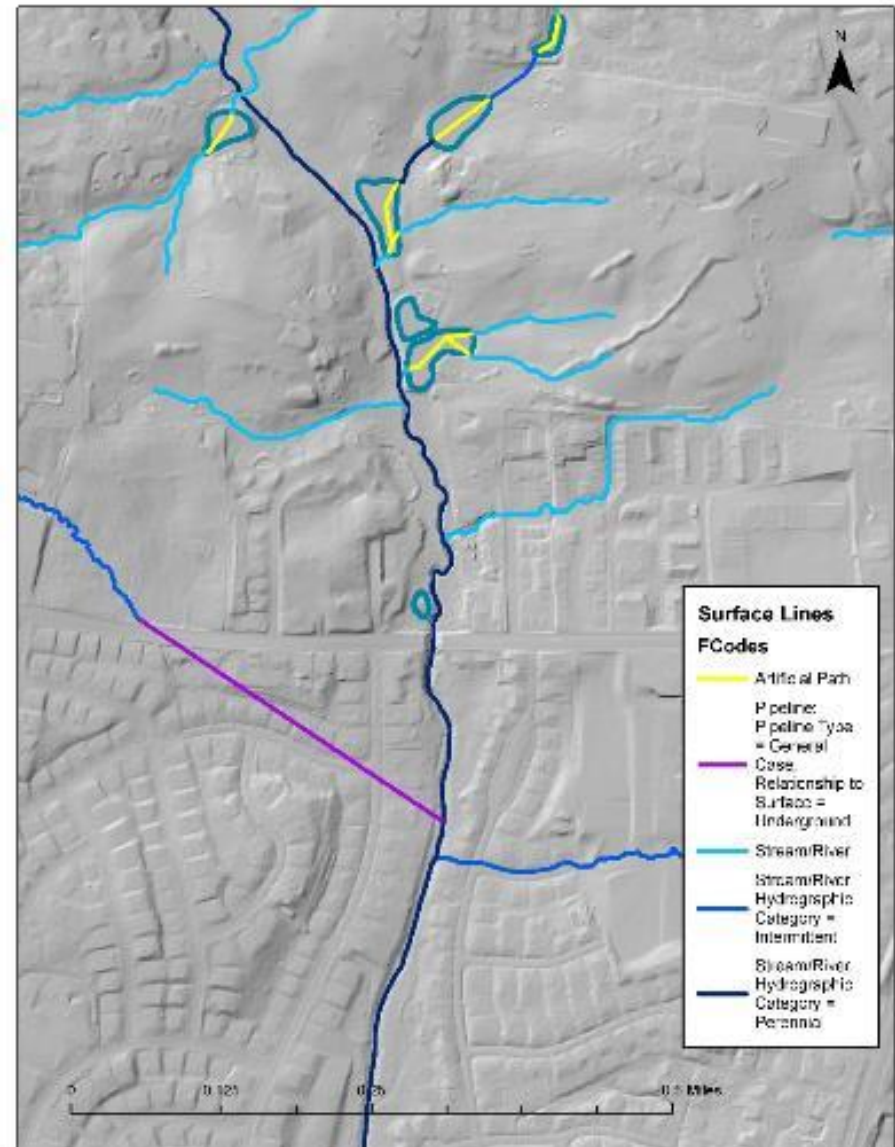 N
Surface Lines
FCodes
Artificial Path
Pipeline:
Pipeline Type
= General
Case,
Relationship to
Surface =
Underground
Stream/River
Stream/River
Hydrographic
Category =
Intermittent
Stream/River
Hydrographic
Category =
Perennial
0 0.125 0.25 0.5 Miles